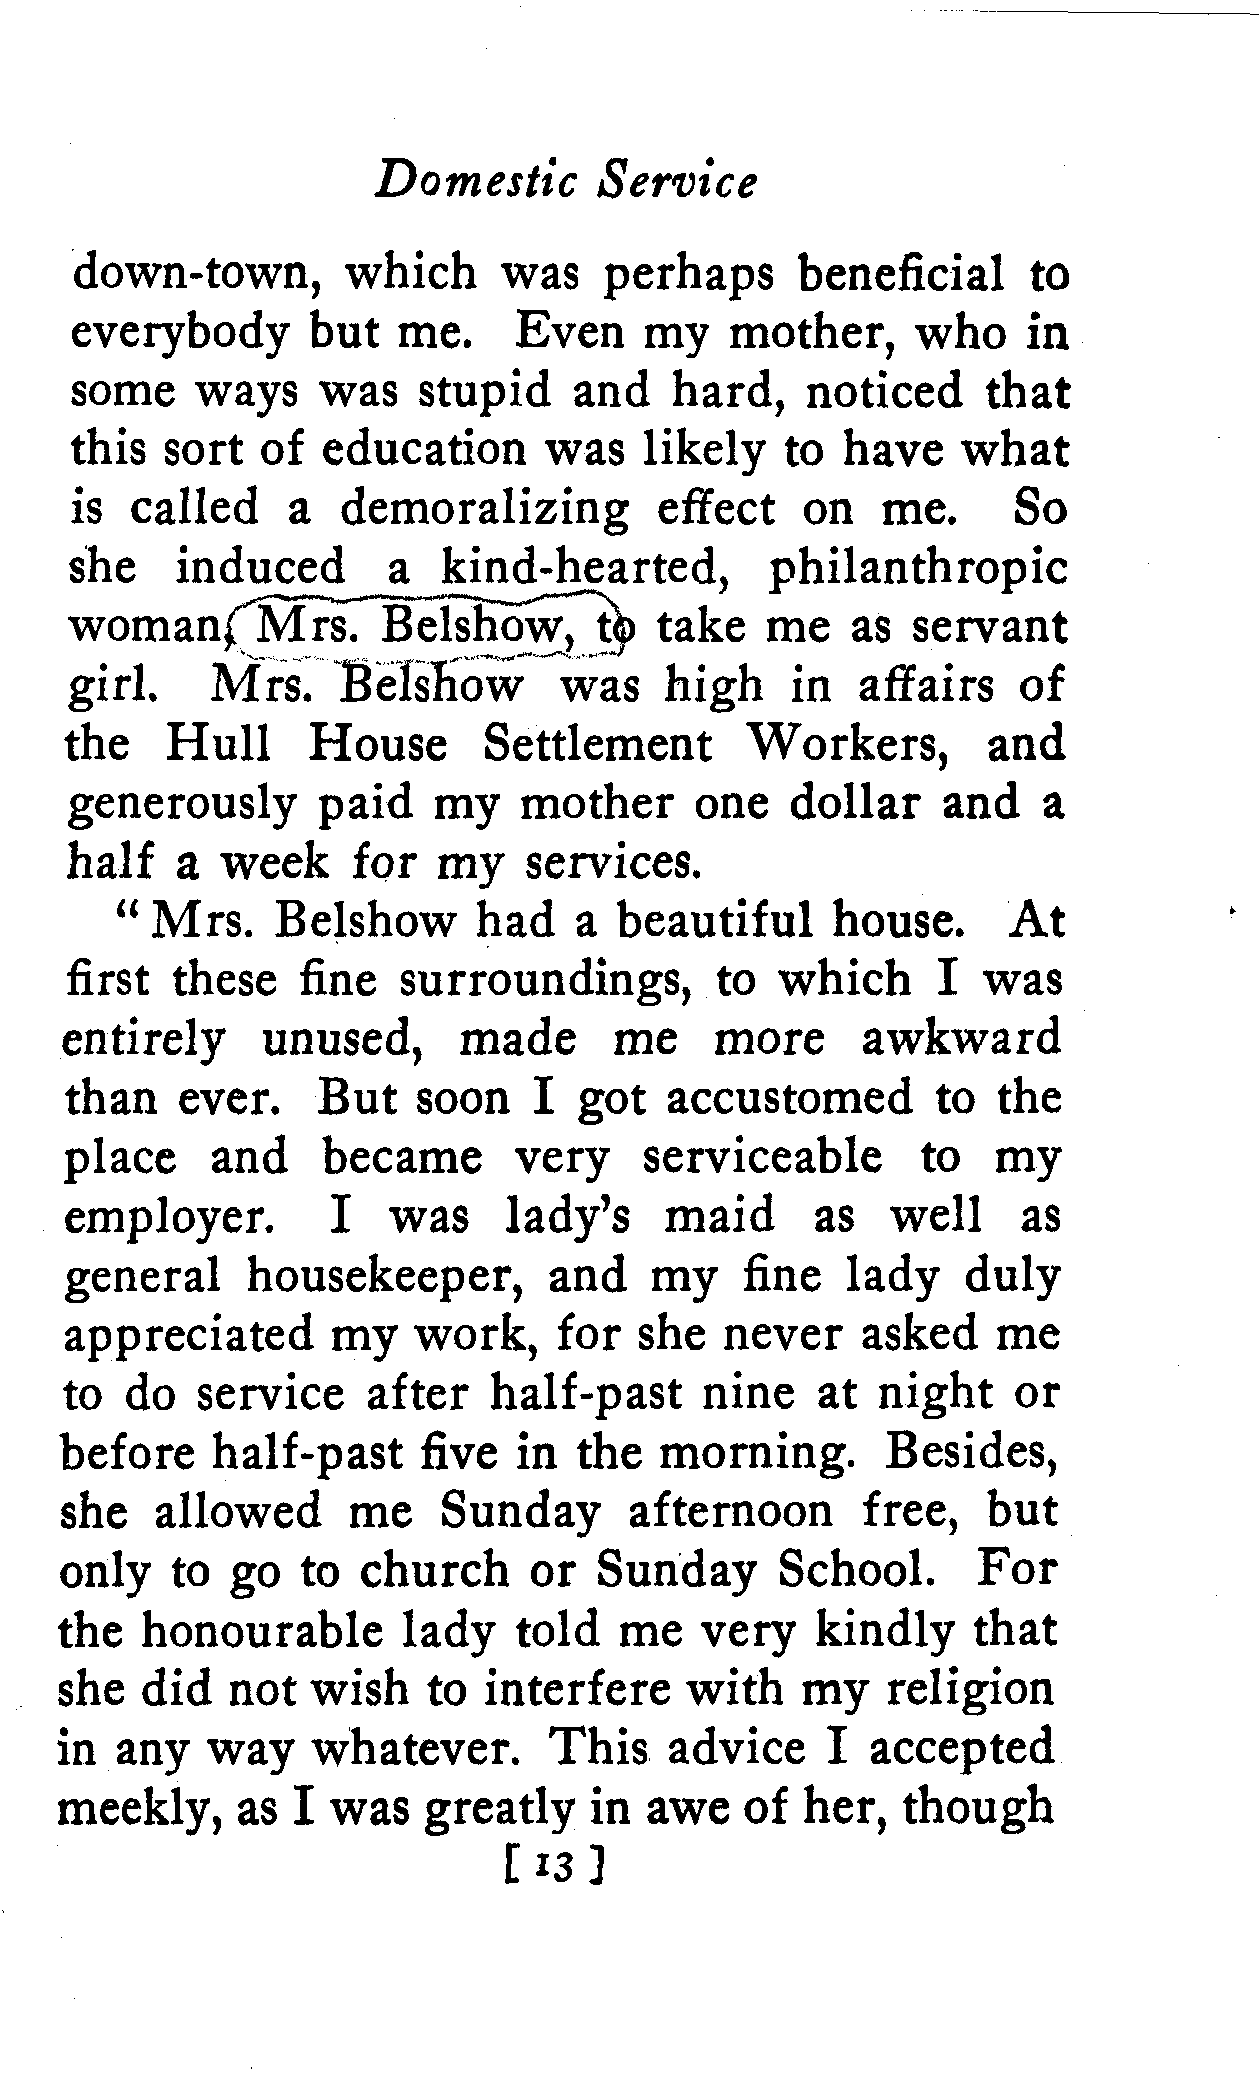 Domestic Service
down-town, which was perhaps beneficial to
everybody but me. Even my mother, who in
some ways was stupid and hard, noticed that
this sort of education was likely to have what
is called a demoralizing effect on me. So
she induced a kind-hearted, philanthropic
woman, Mrs. Belshow, to take me as servant
girl. Mrs. Belshow was high in affairs of
the Hull House Settlement Workers, and
generously paid my mother one dollar and a
half a week for my services.
“ Mrs. Belshow had a beautiful house. At
first these fine surroundings, to which I was
entirely unused, made me more awkward
than ever. But soon I got accustomed to the
place and became very serviceable to my
employer. I was lady's maid as well as
general housekeeper, and my fine lady duly
appreciated my work, for she never asked me
to do service after half-past nine at night or
before half-past five in the morning. Besides,
she allowed me Sunday afternoon free, but
only to go to church or Sunday School. For
the honourable lady told me very kindly that
she did not wish to interfere with my religion
in any way whatever. This advice I accepted
meekly, as I was greatly in awe of her, though
[ 13 ]